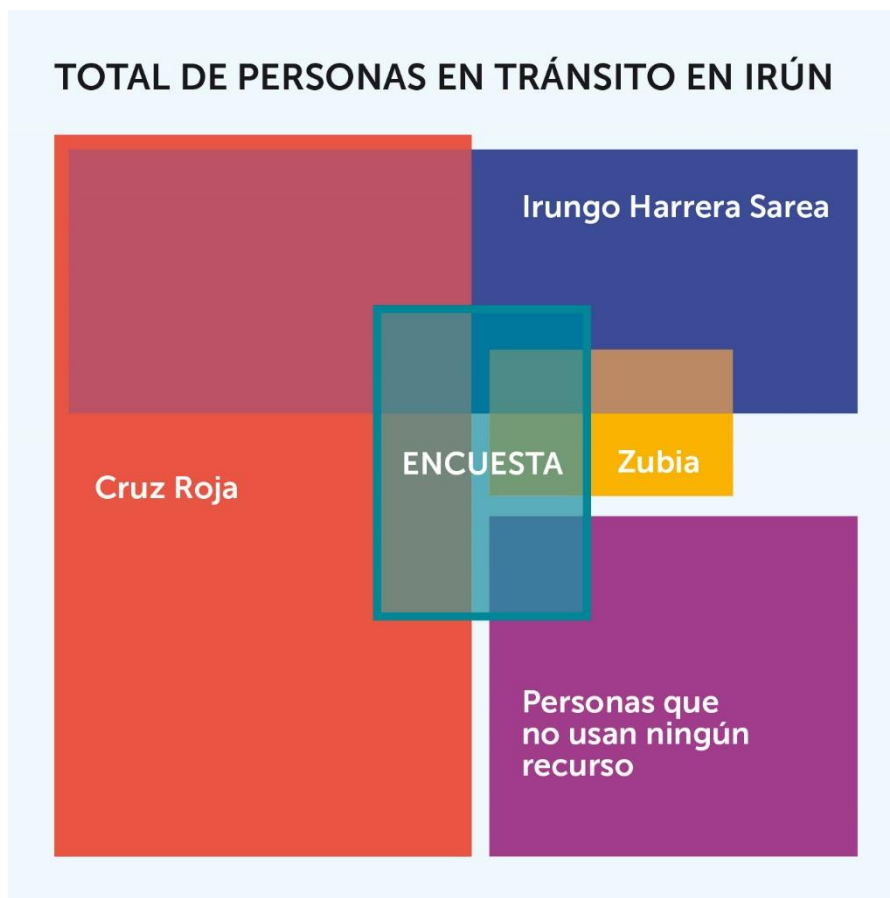 TOTAL DE PERSONAS EN TRÁNSITO EN IRÚN
Irungo Harrera Sarea
ENCUESTA
Zubia
Cruz Roja
Personas que
no usan ningún
recurso